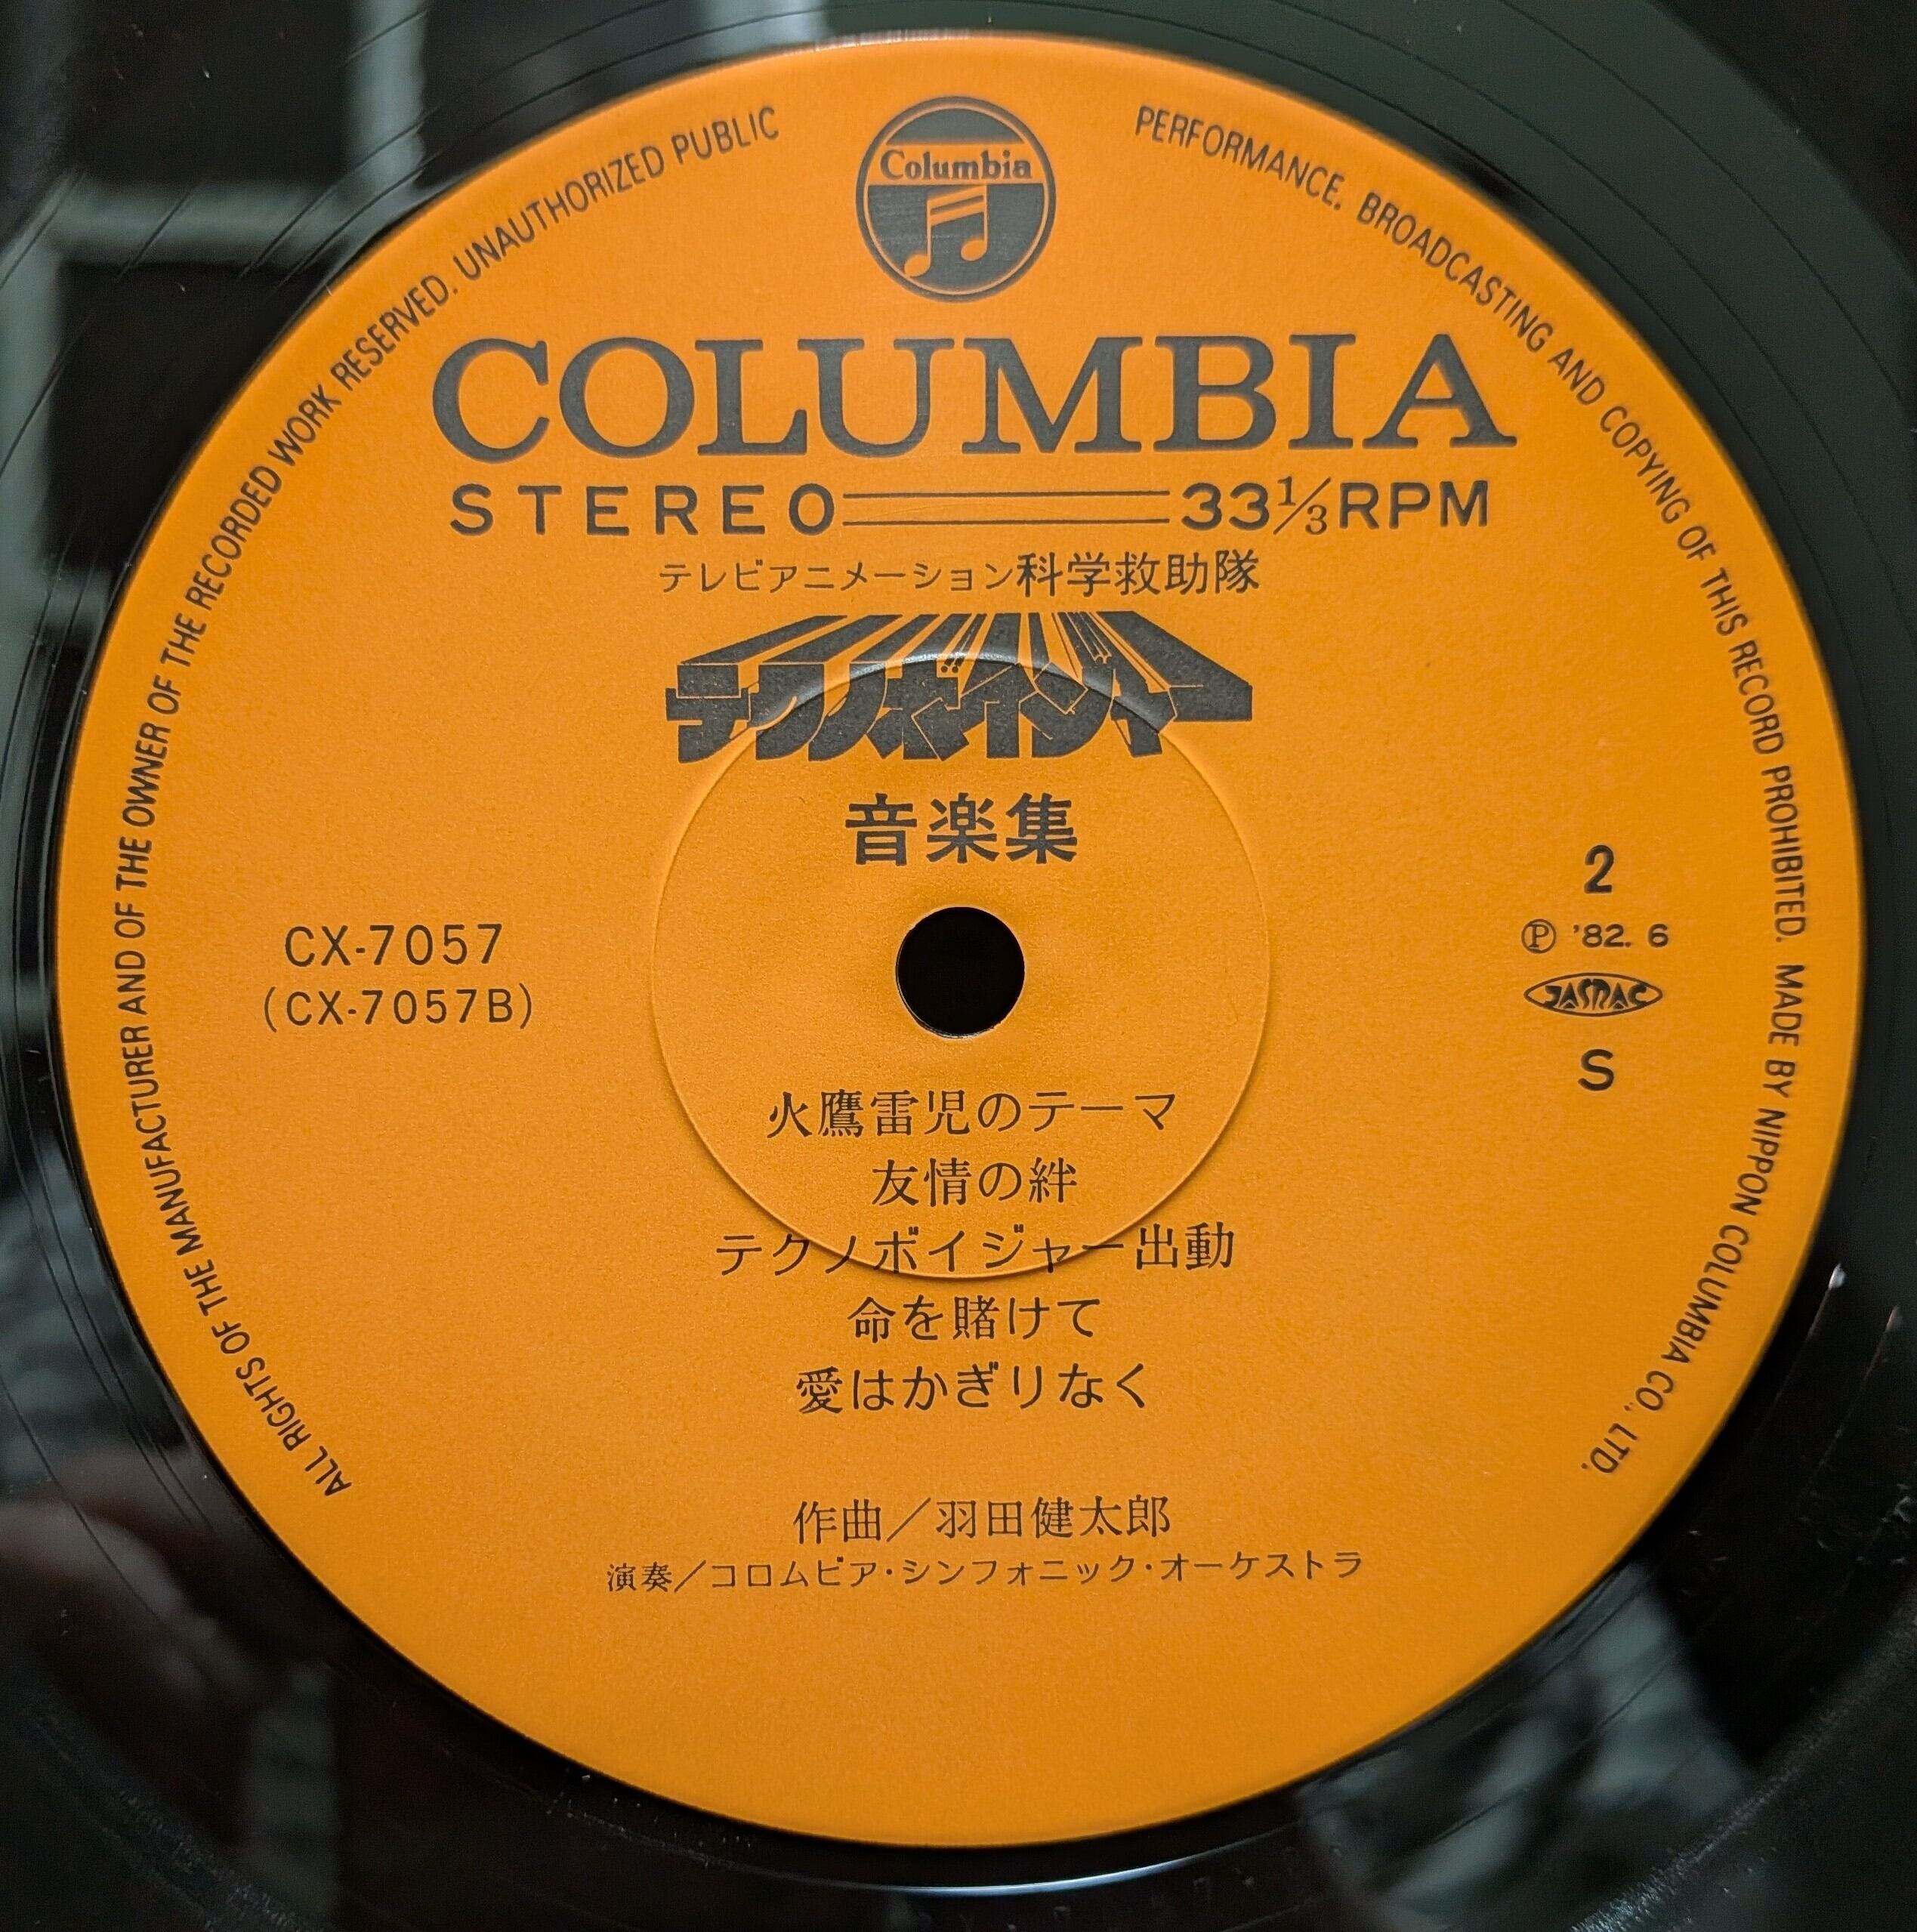 Columbia
COLUMBIA
STEREO 33⅓RPM
テレビアニメーション科学救助隊
テクノボイジャー
音楽集
CX-7057
(CX-7057B)
2
Ⓟ '82. 6
JASRAC
S
火鷹雷児のテーマ
友情の絆
テクノボイジャー出動
命を賭けて
愛はかぎりなく
作曲／羽田健太郎
演奏／コロムビア・シンフォニック・オーケストラ
ALL RIGHTS OF THE MANUFACTURER AND OF THE OWNER OF THE RECORDED WORK RESERVED. UNAUTHORIZED PUBLIC PERFORMANCE. BROADCASTING AND COPYING OF THIS RECORD PROHIBITED. MADE BY NIPPON COLUMBIA CO., LTD.